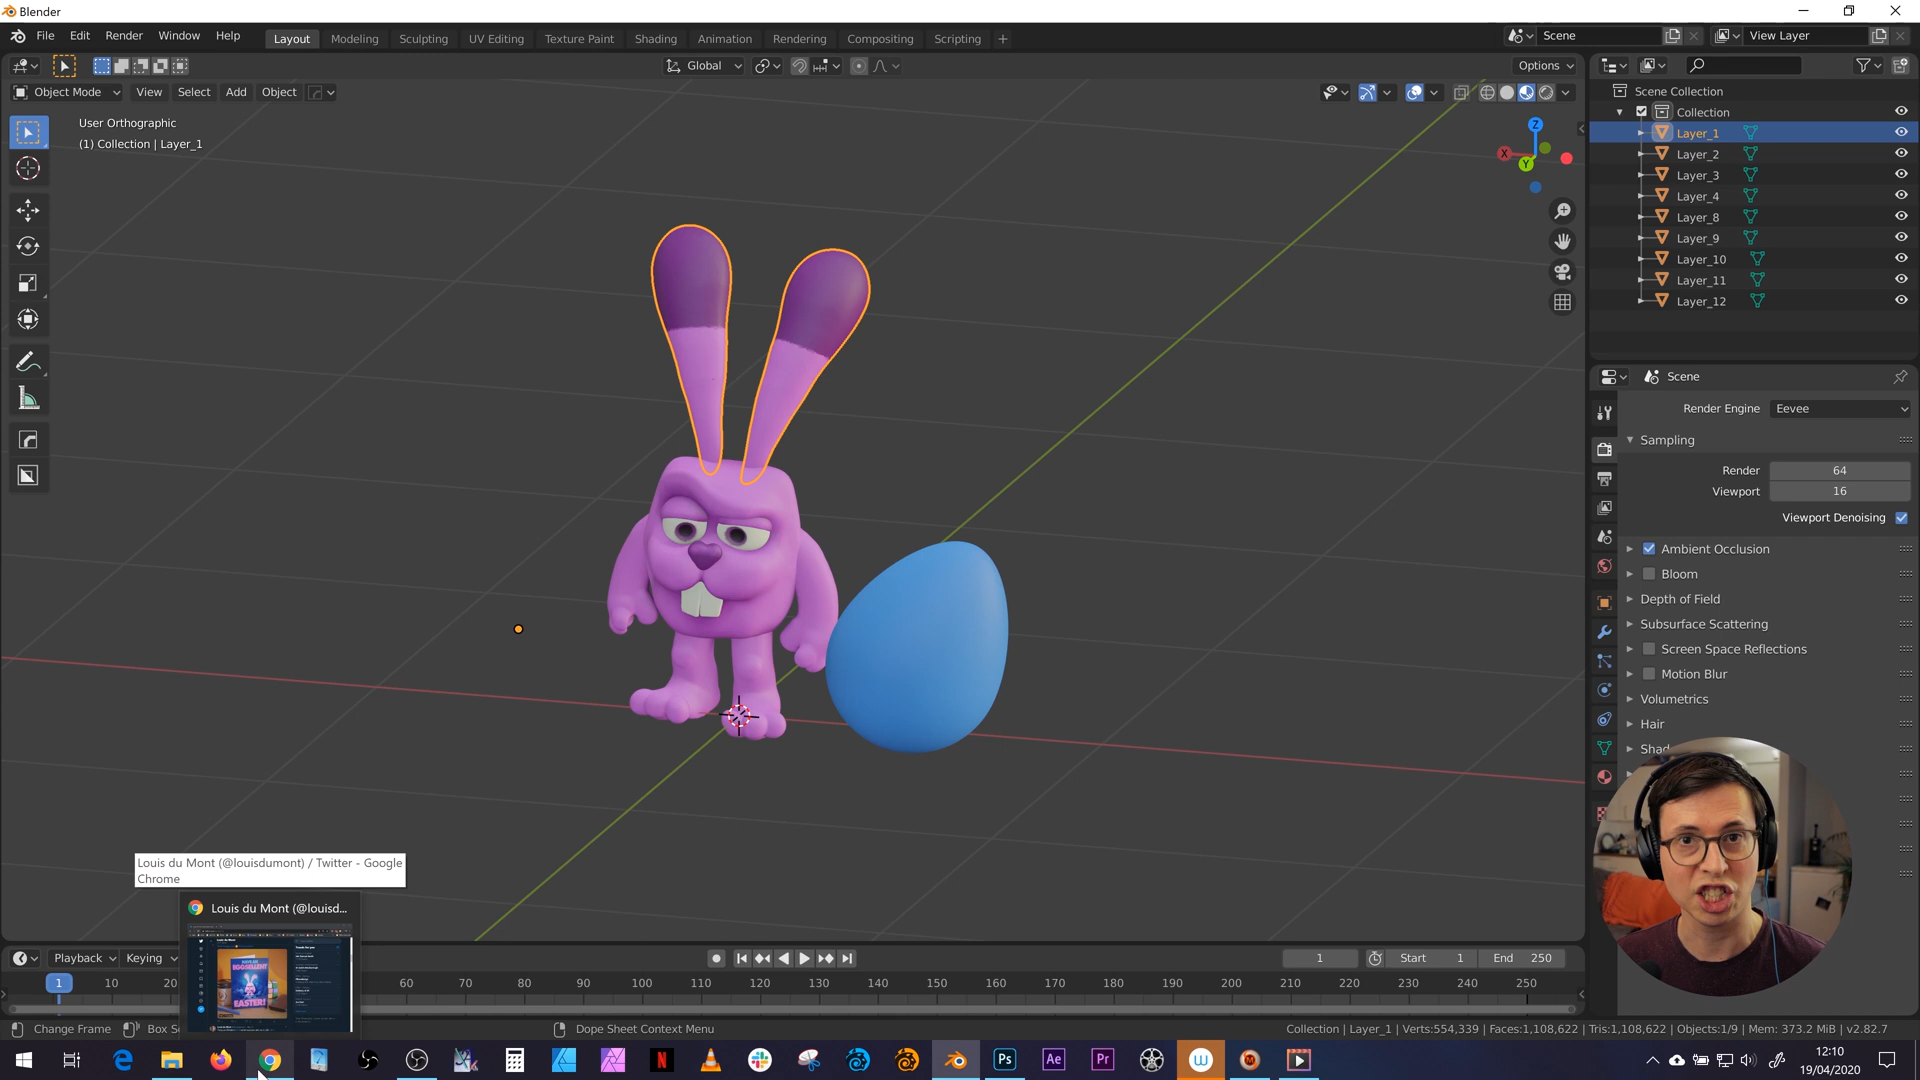 Blender
File Edit Render Window Help
Layout Modeling Sculpting UV Editing Texture Paint Shading Animation Rendering Compositing Scripting +
Scene
View Layer
Global
Options
Object Mode View Select Add Object
User Orthographic
(1) Collection | Layer_1
Z
X
Y
Scene Collection
Collection
Layer_1
Layer_2
Layer_3
Layer_4
Layer_8
Layer_9
Layer_10
Layer_11
Layer_12
Scene
Render Engine Eevee
Sampling
Render 64
Viewport 16
Viewport Denoising
Ambient Occlusion
Bloom
Depth of Field
Subsurface Scattering
Screen Space Reflections
Motion Blur
Volumetrics
Hair
Louis du Mont (@louisdumont) / Twitter - Google
Chrome
Louis du Mont (@louisd...
EGGSELLENT
EASTER!
Playback Keying
1 Start 1 End 250
1 10 20 60 70 80 90 100 110 120 130 140 150 160 170 180 190 200 210 220 230 240 250
Change Frame
Dope Sheet Context Menu
Collection | Layer_1 | Verts:554,339 | Faces:1,108,622 | Tris:1,108,622 | Objects:1/9 | Mem: 373.2 MiB | v2.82.7
Ps Ae Pr
12:10
19/04/2020